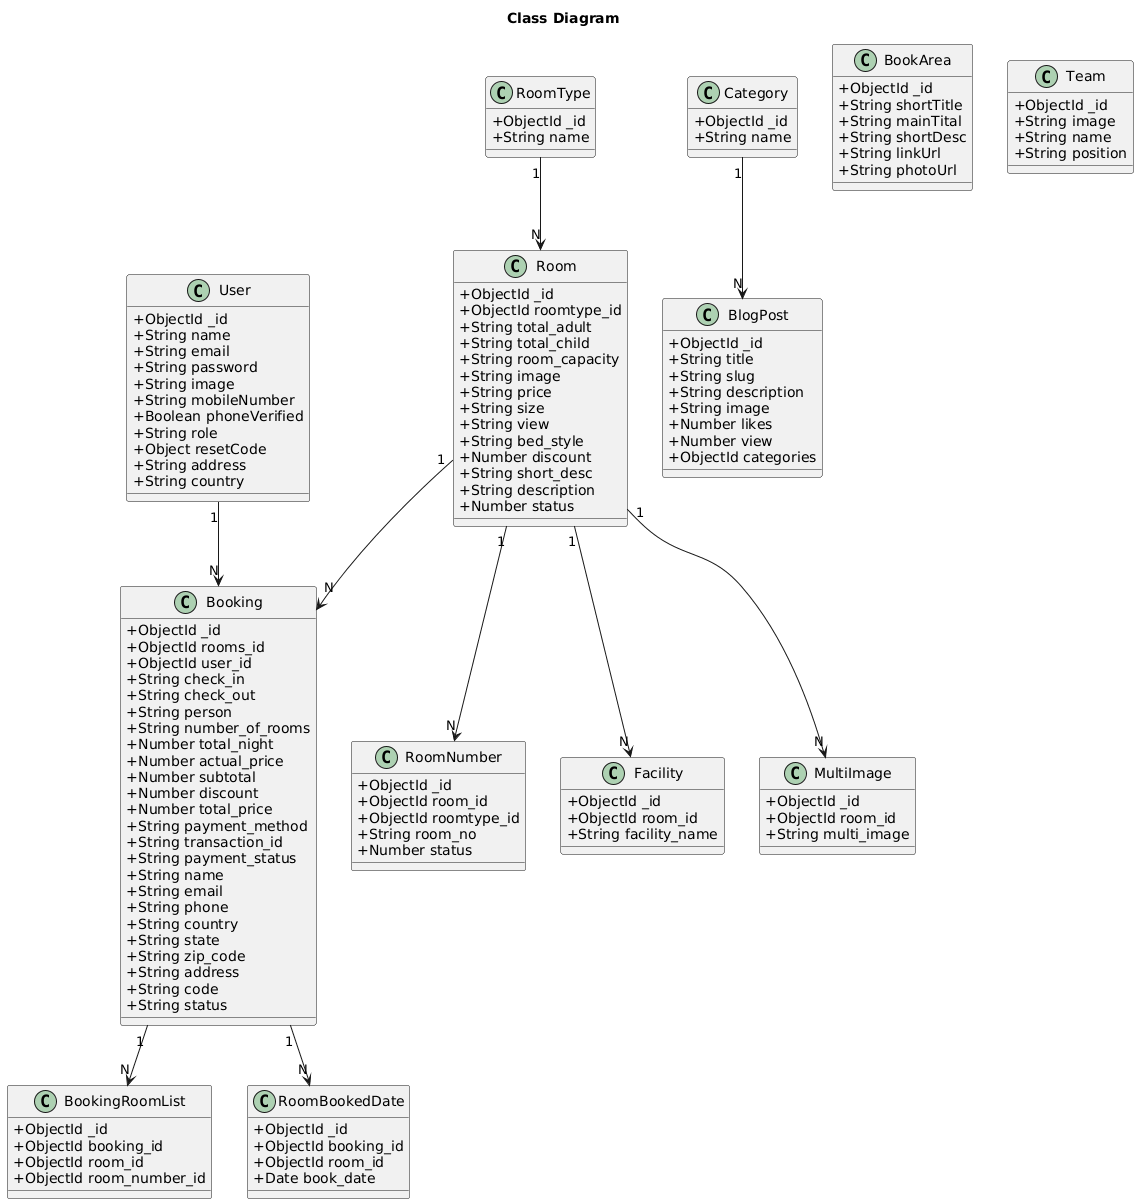 Class Diagram
C RoomType
+ObjectId _id
+String name
C Category
+ObjectId _id
+String name
C BookArea
+ObjectId _id
+String shortTitle
+String mainTital
+String shortDesc
+String linkUrl
+String photoUrl
C Team
+ObjectId _id
+String image
+String name
+String position
1
N
1
N
C User
+ObjectId _id
+String name
+String email
+String password
+String image
+String mobileNumber
+Boolean phoneVerified
+String role
+Object resetCode
+String address
+String country
C Room
+ObjectId _id
+ObjectId roomtype_id
+String total_adult
+String total_child
+String room_capacity
+String image
+String price
+String size
+String view
+String bed_style
+Number discount
+String short_desc
+String description
+Number status
C BlogPost
+ObjectId _id
+String title
+String slug
+String description
+String image
+Number likes
+Number view
+ObjectId categories
1
N
1
N
1
N
1
N
1
N
C Booking
+ObjectId _id
+ObjectId rooms_id
+ObjectId user_id
+String check_in
+String check_out
+String person
+String number_of_rooms
+Number total_night
+Number actual_price
+Number subtotal
+Number discount
+Number total_price
+String payment_method
+String transaction_id
+String payment_status
+String name
+String email
+String phone
+String country
+String state
+String zip_code
+String address
+String code
+String status
C RoomNumber
+ObjectId _id
+ObjectId room_id
+ObjectId roomtype_id
+String room_no
+Number status
C Facility
+ObjectId _id
+ObjectId room_id
+String facility_name
C MultiImage
+ObjectId _id
+ObjectId room_id
+String multi_image
1
N
1
N
C BookingRoomList
+ObjectId _id
+ObjectId booking_id
+ObjectId room_id
+ObjectId room_number_id
C RoomBookedDate
+ObjectId _id
+ObjectId booking_id
+ObjectId room_id
+Date book_date